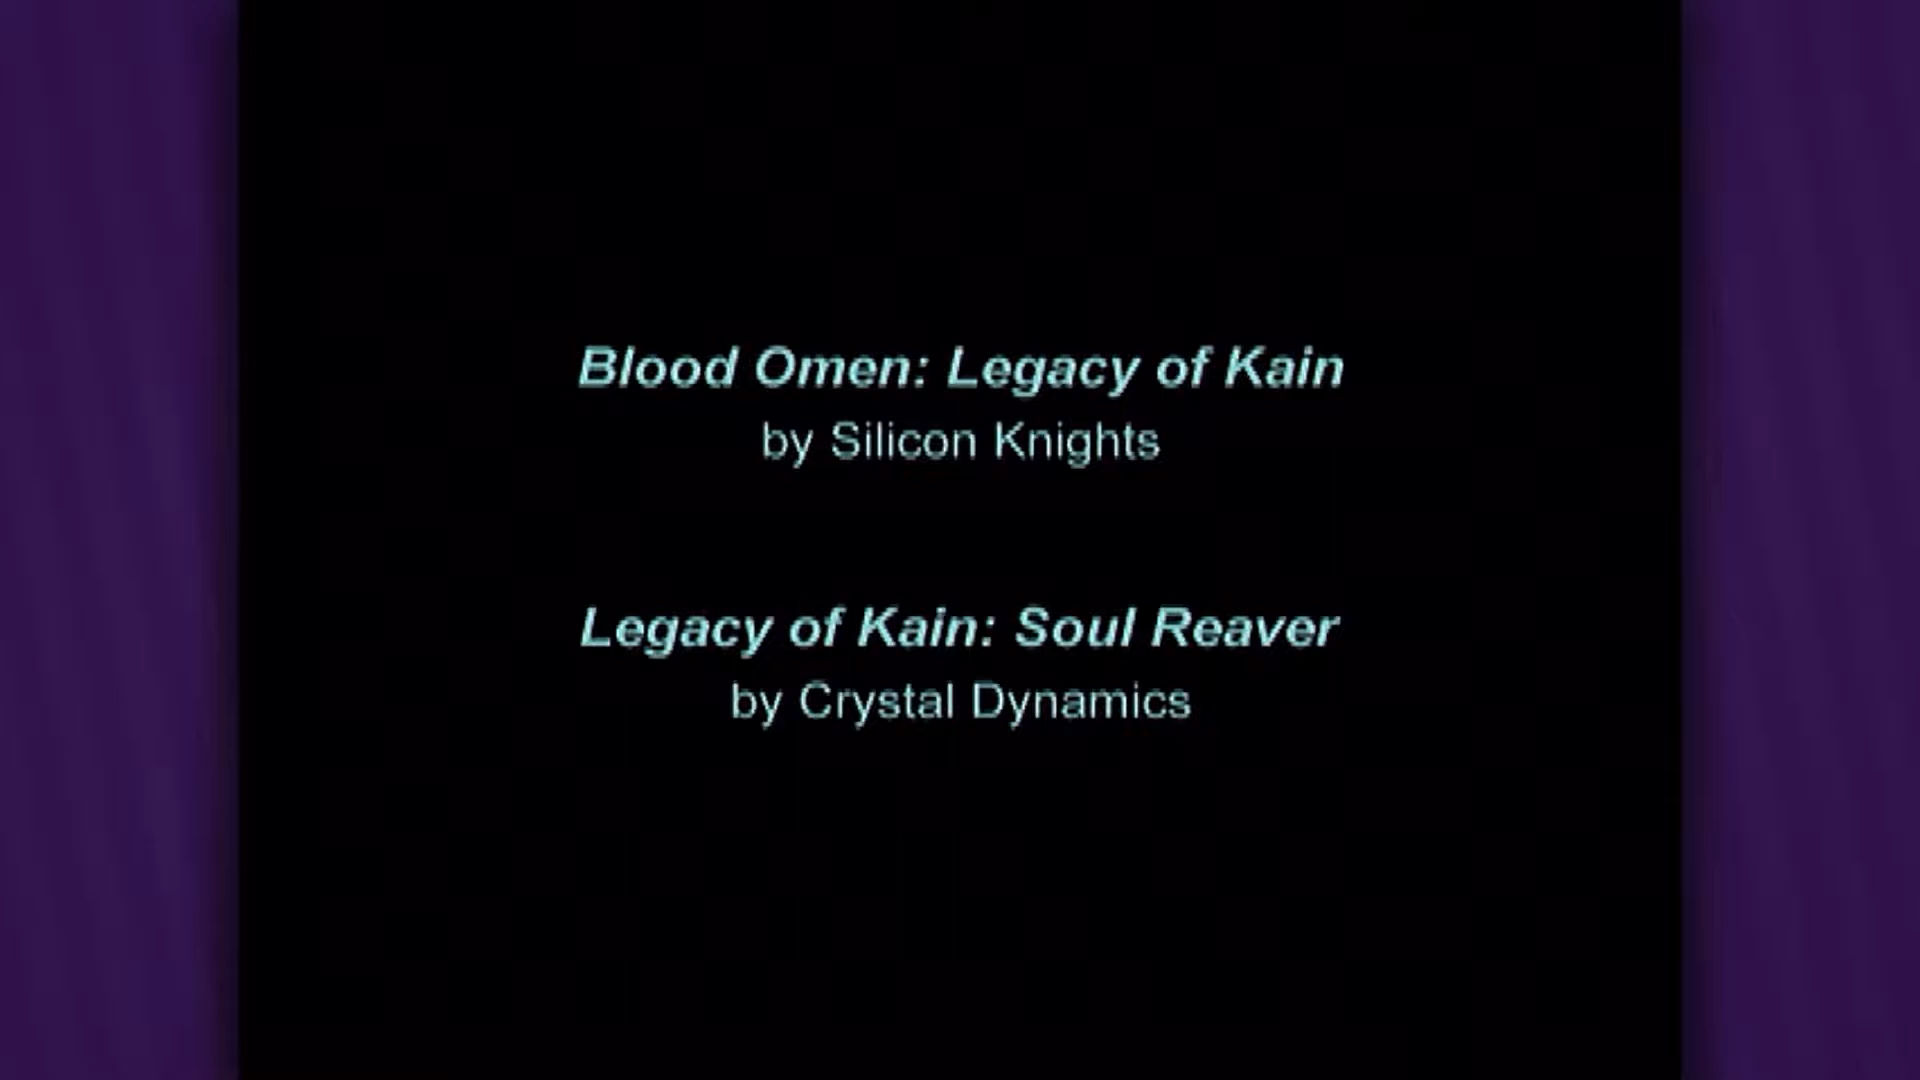 Blood Omen: Legacy of Kain
by Silicon Knights
Legacy of Kain: Soul Reaver
by Crystal Dynamics